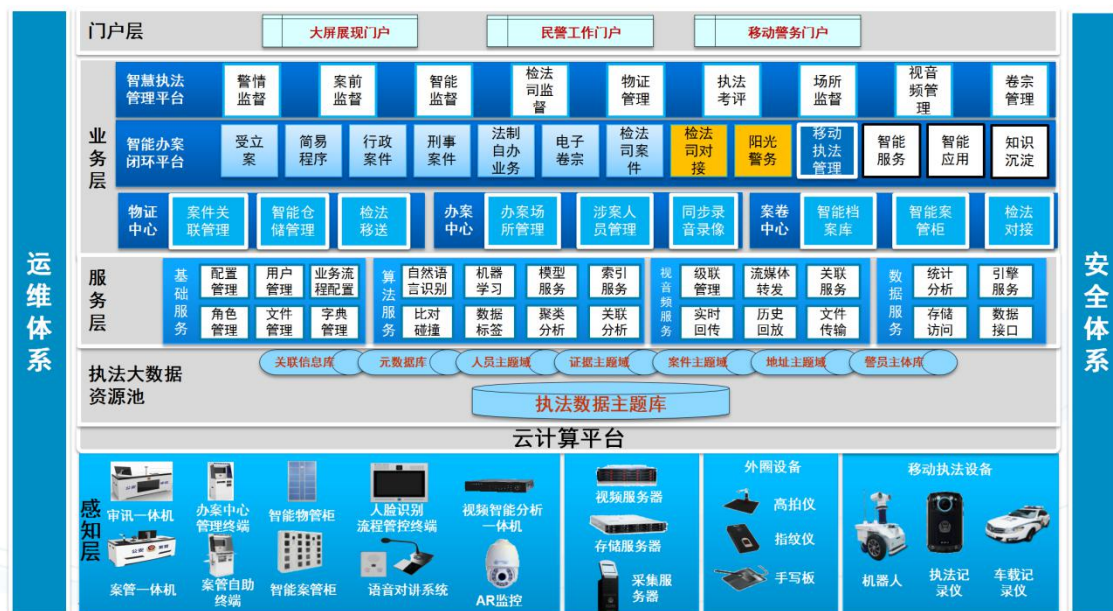 运维体系
安全体系
门户层
大屏展现门户
民警工作门户
移动警务门户
业务层
智慧执法
管理平台
警情
监督
案前
监督
智能
监督
检法
司监
督
物证
管理
执法
考评
场所
监督
视音
频管
理
卷宗
管理
智能办案
闭环平台
受立
案
简易
程序
行政
案件
刑事
案件
法制
自办
业务
电子
卷宗
检法
司案
件
检法
司对
接
阳光
警务
移动
执法
管理
智能
服务
智能
应用
知识
沉淀
物证
中心
案件关
联管理
智能仓
储管理
检法
移送
办案
中心
办案场
所管理
涉案人
员管理
同步录
音录像
案卷
中心
智能档
案库
智能案
管柜
检法
对接
服务层
基础服务
配置
管理
用户
管理
业务流
程配置
角色
管理
文件
管理
字典
管理
算法服务
自然语
言识别
机器
学习
模型
服务
索引
服务
比对
碰撞
数据
标签
聚类
分析
关联
分析
视音频服务
级联
管理
流媒体
转发
关联
服务
实时
回传
历史
回放
文件
传输
数据服务
统计
分析
引擎
服务
存储
访问
数据
接口
执法大数据
资源池
关联信息库
元数据库
人员主题域
证据主题域
案件主题域
地址主题域
警员主体库
执法数据主题库
云计算平台
感知层
审讯一体机
办案中心
管理终端
智能物管柜
人脸识别
流程管控终端
视频智能分析
一体机
案管一体机
案管自助
终端
智能案管柜
语音对讲系统
AR监控
视频服务器
存储服务器
采集服
务器
外圈设备
高拍仪
指纹仪
手写板
移动执法设备
机器人
执法记
录仪
车载记
录仪